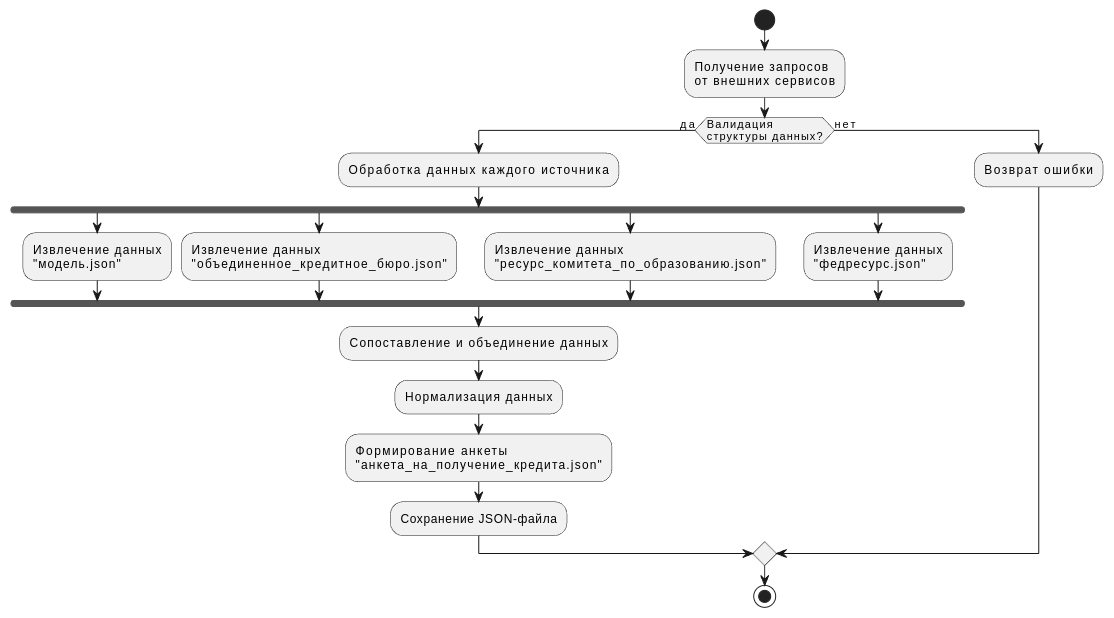 Получение запросов
от внешних сервисов
да
Валидация
структуры данных?
нет
Обработка данных каждого источника
Возврат ошибки
Извлечение данных
"модель.json"
Извлечение данных
"объединенное_кредитное_бюро.json"
Извлечение данных
"ресурс_комитета_по_образованию.json"
Извлечение данных
"федресурс.json"
Сопоставление и объединение данных
Нормализация данных
Формирование анкеты
"анкета_на_получение_кредита.json"
Сохранение JSON-файла